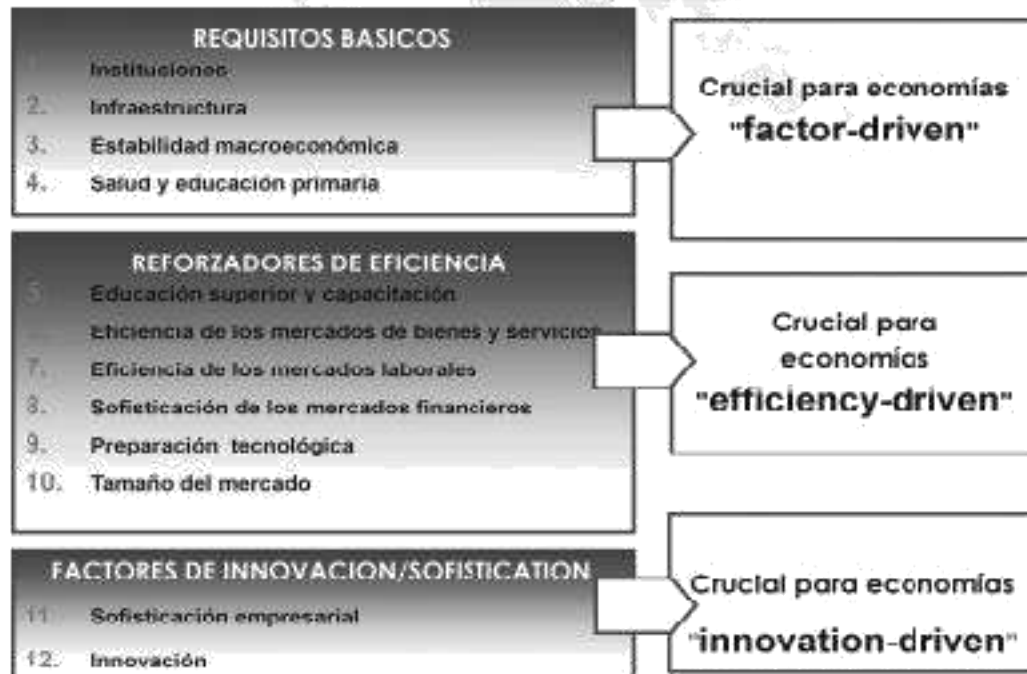 REQUISITOS BASICOS
Instituciones
2. Infraestructura
3. Estabilidad macroeconómica
4. Salud y educación primaria
Crucial para economías
"factor-driven"
REFORZADORES DE EFICIENCIA
5. Educación superior y capacitación
Eficiencia de los mercados de bienes y servicios
7. Eficiencia de los mercados laborales
8. Sofisticación de los mercados financieros
9. Preparación tecnológica
10. Tamaño del mercado
Crucial para
economías
"efficiency-driven"
FACTORES DE INNOVACION/SOFISTICATION
11. Sofisticación empresarial
12. Innovación
Crucial para economías
"innovation-driven"